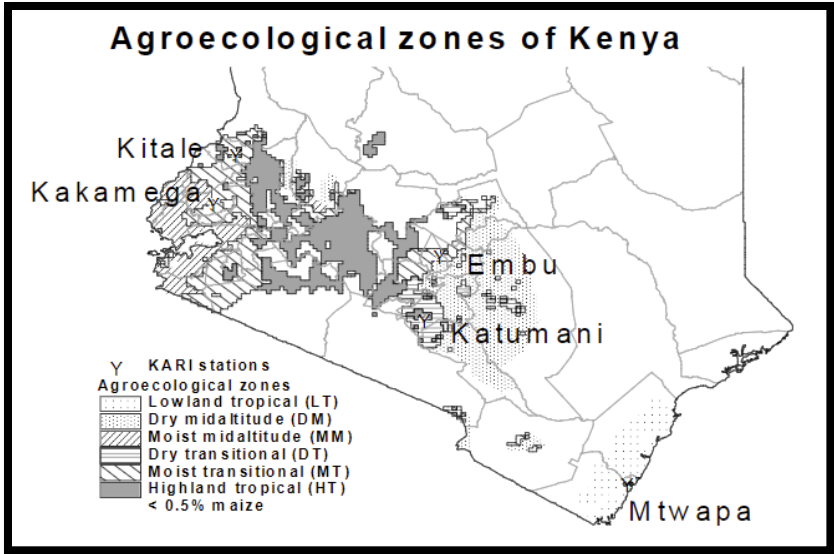 Agroecological zones of Kenya
Kitale
Kakamega
Embu
Katumani
Y KARI stations
Agroecological zones
Lowland tropical (LT)
Dry midaltitude (DM)
Moist midaltitude (MM)
Dry transitional (DT)
Moist transitional (MT)
Highland tropical (HT)
< 0.5% maize
Mtwapa